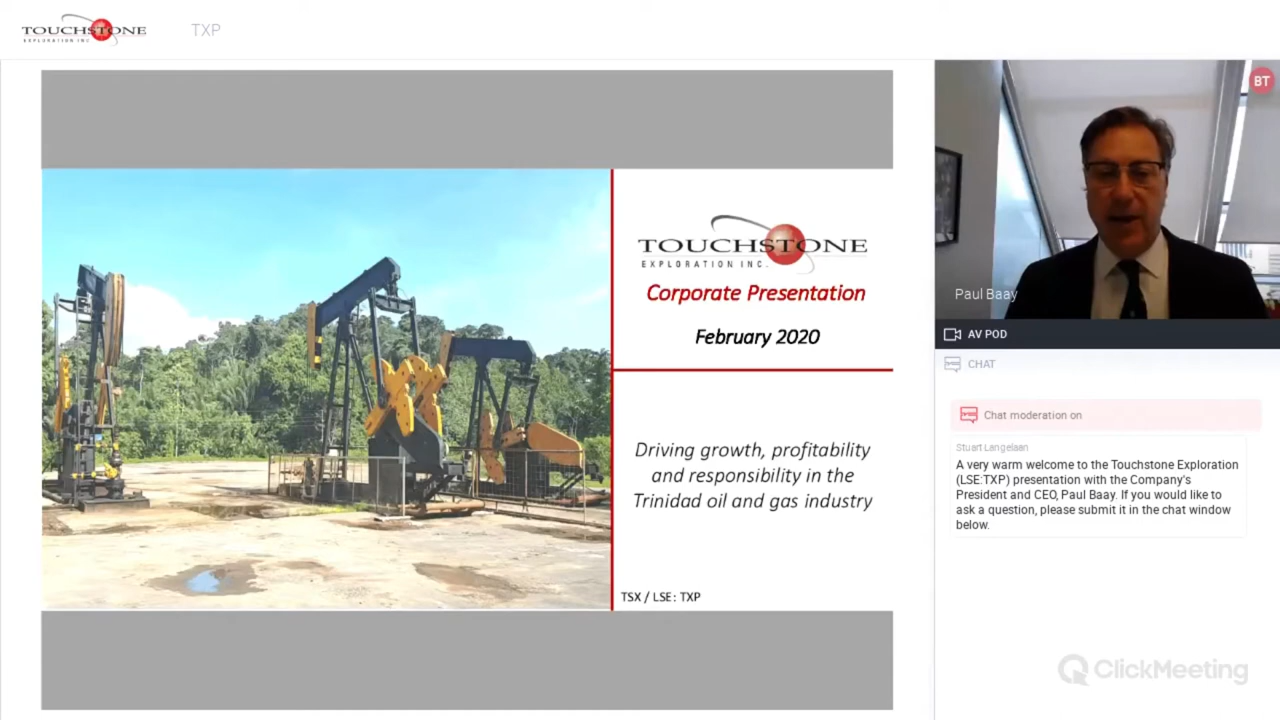 TOUCHSTONE
EXPLORATION INC.
TXP
TOUCHSTONE
EXPLORATION INC.
Corporate Presentation
February 2020
Driving growth, profitability
and responsibility in the
Trinidad oil and gas industry
TSX / LSE: TXP
BT
Paul Baay
AV POD
CHAT
Chat moderation on
Stuart Langelaan
A very warm welcome to the Touchstone Exploration
(LSE:TXP) presentation with the Company's
President and CEO, Paul Baay. If you would like to
ask a question, please submit it in the chat window
below.
ClickMeeting